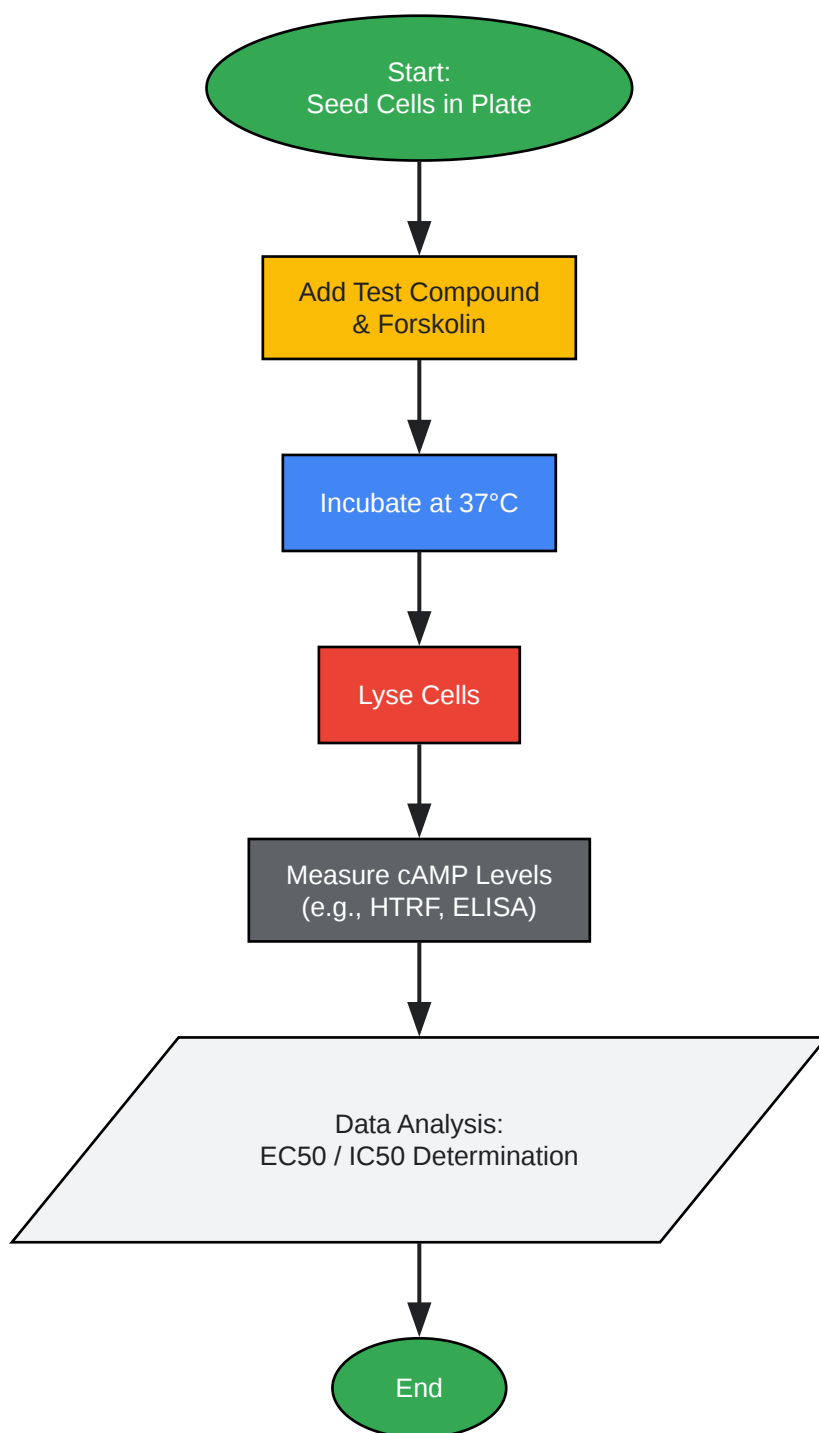 Start:
Seed Cells in Plate
Add Test Compound
& Forskolin
Incubate at 37°C
Lyse Cells
Measure cAMP Levels
(e.g., HTRF, ELISA)
Data Analysis:
EC50 / IC50 Determination
End